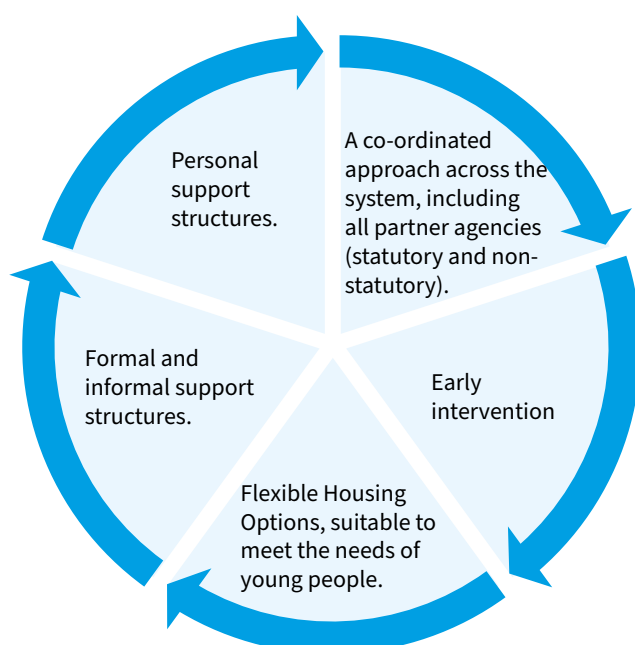 A co-ordinated
approach across the
system, including
all partner agencies
(statutory and non-
statutory).
Early
intervention
Flexible Housing
Options, suitable to
meet the needs of
young people.
Formal and
informal support
structures.
Personal
support
structures.